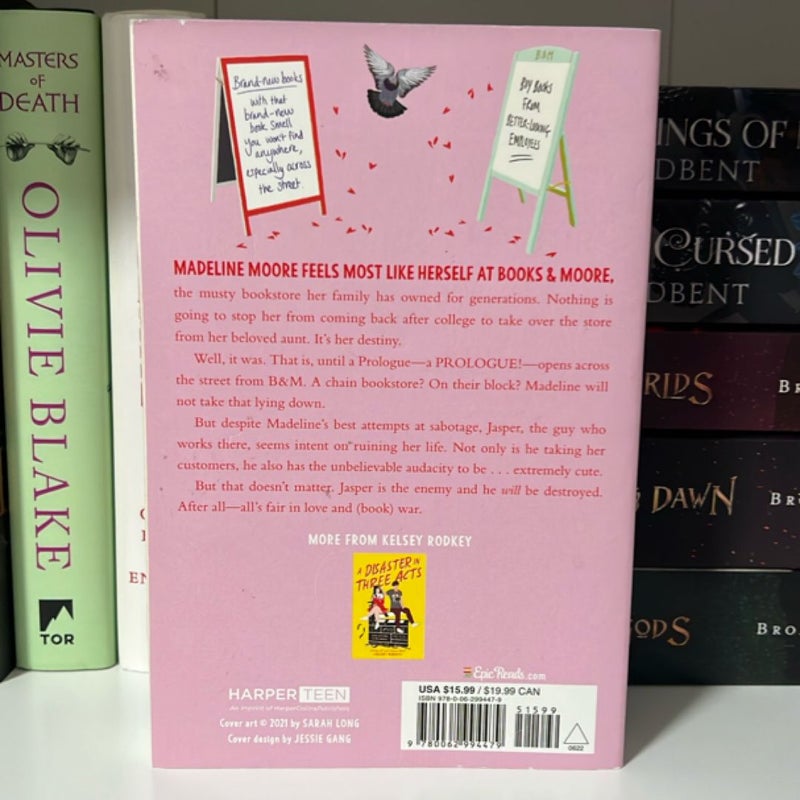 MASTERS
OF
DEATH
OLIVIE BLAKE
TOR
Brand-new books
with that
brand-new
book smell
you won't find
anywhere,
especially across
the street.
B&M
BUY BOOKS
FROM
BETTER-LOOKING
EMPLOYEES
MADELINE MOORE FEELS MOST LIKE HERSELF AT BOOKS & MOORE,
the musty bookstore her family has owned for generations. Nothing is
going to stop her from coming back after college to take over the store
from her beloved aunt. It's her destiny.
Well, it was. That is, until a Prologue—a PROLOGUE!—opens across
the street from B&M. A chain bookstore? On their block? Madeline will
not take that lying down.
But despite Madeline's best attempts at sabotage, Jasper, the guy who
works there, seems intent on ruining her life. Not only is he taking her
customers, he also has the unbelievable audacity to be . . . extremely cute.
But that doesn't matter. Jasper is the enemy and he will be destroyed.
After all—all's fair in love and (book) war.
MORE FROM KELSEY RODKEY
A DISASTER IN
THREE ACTS
KELSEY RODKEY
EpicReads.com
HARPER TEEN
An imprint of HarperCollinsPublishers
Cover art © 2021 by SARAH LONG
Cover design by JESSIE GANG
USA $15.99 / $19.99 CAN
ISBN 978-0-06-299447-9
51599
9 780062 994479
0622
INGS OF
DBENT
CURSED
DBENT
RIDS
BR
DAWN
BR
ODS
BRO
EN